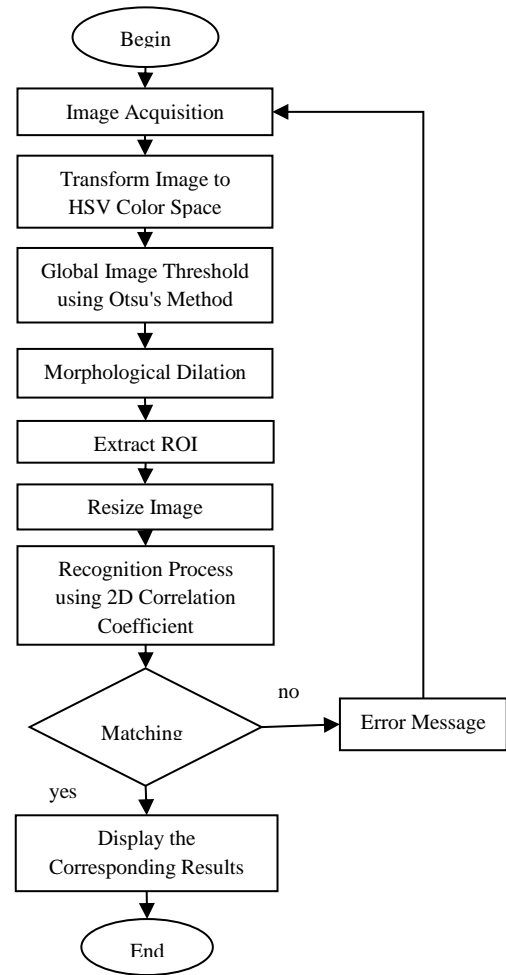 Begin
Image Acquisition
Transform Image to
HSV Color Space
Global Image Threshold
using Otsu's Method
Morphological Dilation
Extract ROI
Resize Image
Recognition Process
using 2D Correlation
Coefficient
no
Matching
Error Message
yes
Display the
Corresponding Results
End